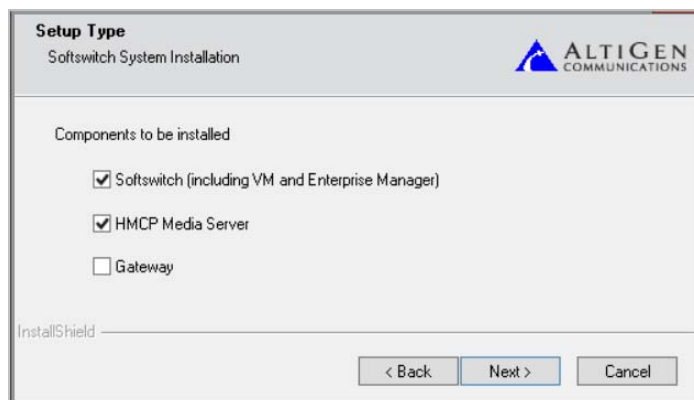 Setup Type
Softswitch System Installation
ALTIGEN
COMMUNICATIONS
Components to be installed
Softswitch (including VM and Enterprise Manager)
HMCP Media Server
Gateway
InstallShield
< Back
Next >
Cancel